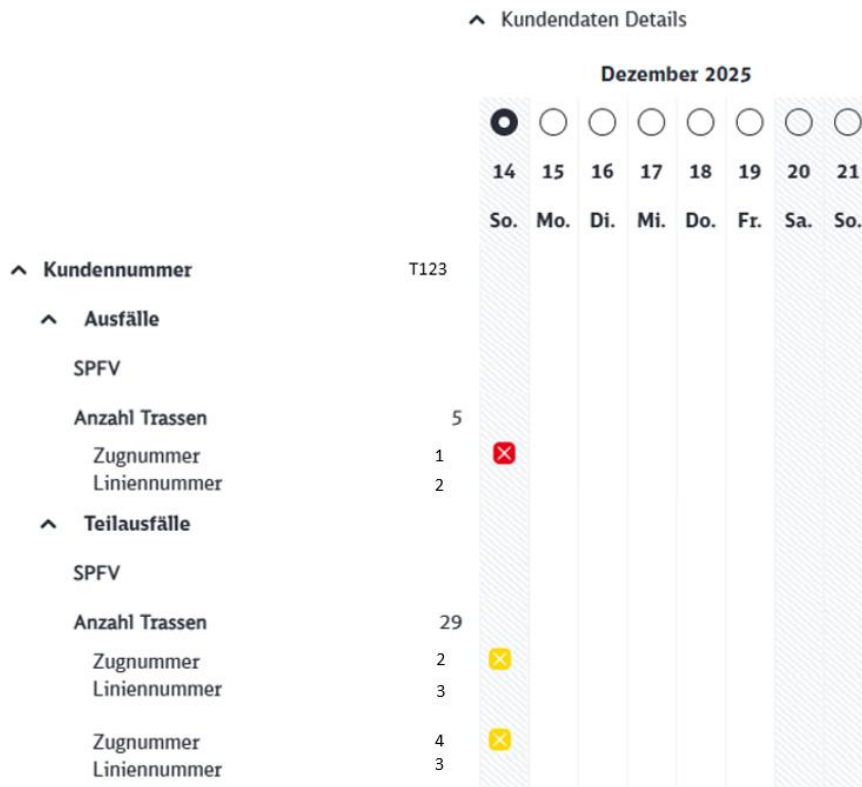 Kundendaten Details
Dezember 2025
14 15 16 17 18 19 20 21
So. Mo. Di. Mi. Do. Fr. Sa. So.
Kundennummer T123
Ausfälle
SPFV
Anzahl Trassen 5
Zugnummer 1
Liniennummer 2
Teilausfälle
SPFV
Anzahl Trassen 29
Zugnummer 2
Liniennummer 3
Zugnummer 4
Liniennummer 3